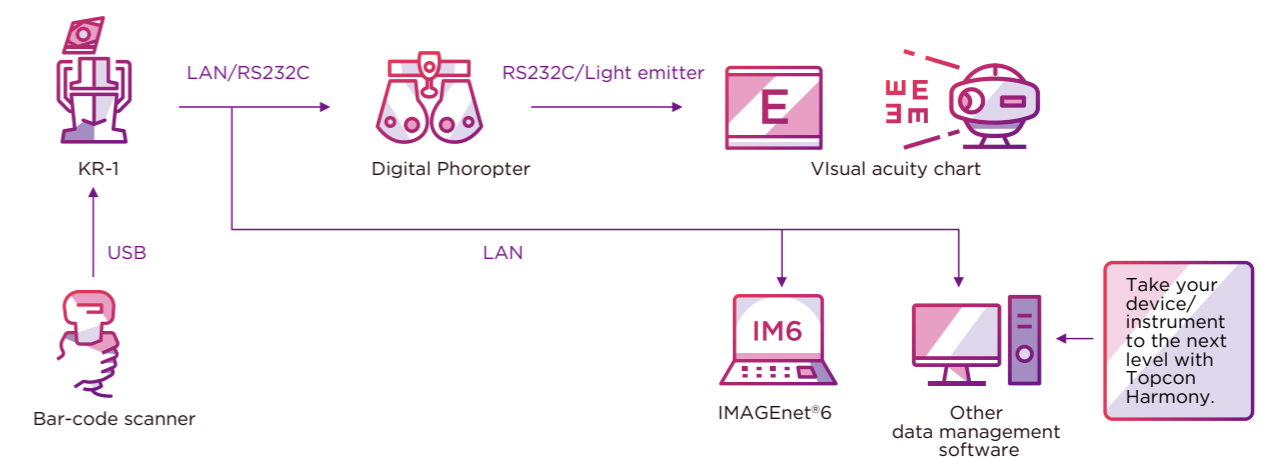 LAN/RS232C
RS232C/Light emitter
E
E
E
E
E
KR-1
Digital Phoropter
VIsual acuity chart
USB
LAN
IM6
Take your
device/
instrument
to the next
level with
Topcon
Harmony.
Bar-code scanner
IMAGEnet®6
Other
data management
software